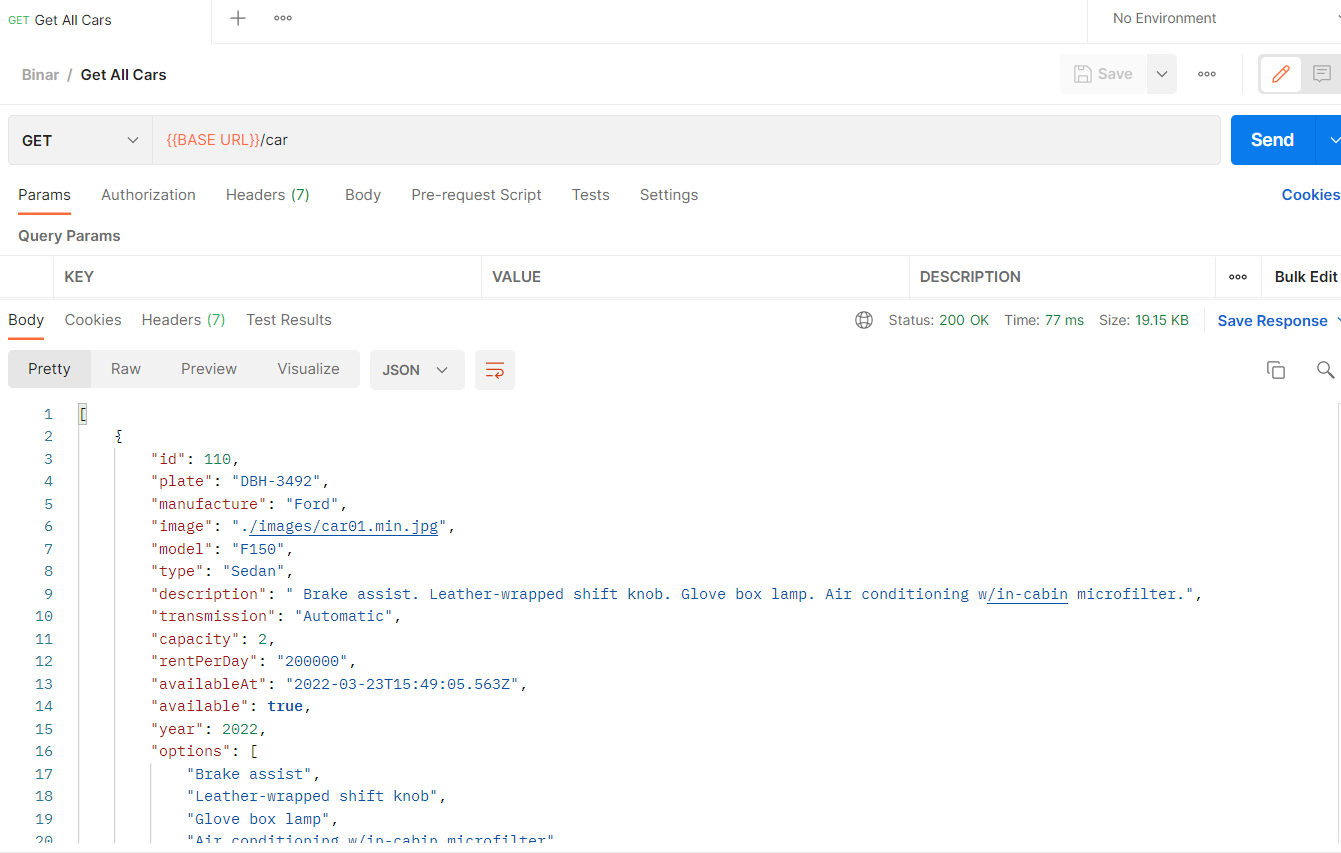 GET Get All Cars
No Environment
Binar / Get All Cars
Save
GET
{{BASE URL}}/car
Send
Params Authorization Headers (7) Body Pre-request Script Tests Settings Cookies
Query Params
KEY VALUE DESCRIPTION Bulk Edit
Body Cookies Headers (7) Test Results Status: 200 OK Time: 77 ms Size: 19.15 KB Save Response
Pretty Raw Preview Visualize JSON
1 [
2 {
3 "id": 110,
4 "plate": "DBH-3492",
5 "manufacture": "Ford",
6 "image": "./images/car01.min.jpg",
7 "model": "F150",
8 "type": "Sedan",
9 "description": " Brake assist. Leather-wrapped shift knob. Glove box lamp. Air conditioning w/in-cabin microfilter.",
10 "transmission": "Automatic",
11 "capacity": 2,
12 "rentPerDay": "200000",
13 "availableAt": "2022-03-23T15:49:05.563Z",
14 "available": true,
15 "year": 2022,
16 "options": [
17 "Brake assist",
18 "Leather-wrapped shift knob",
19 "Glove box lamp",
20 "Air conditioning w/in-cabin microfilter"